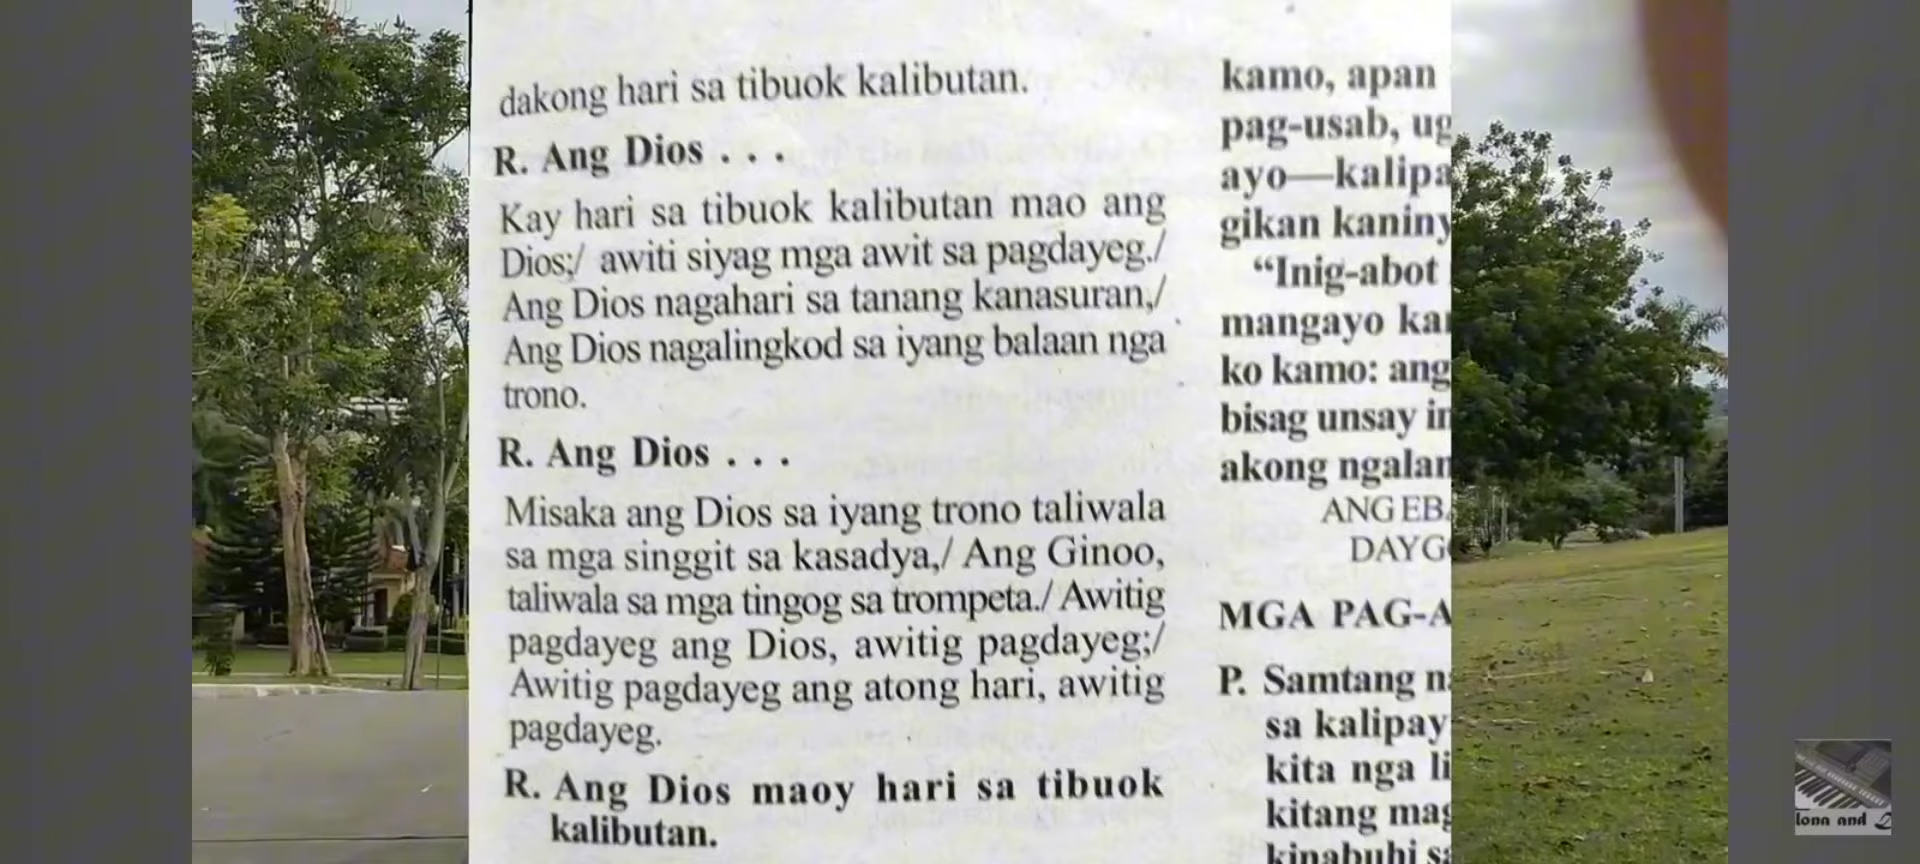 dakong hari sa tibuok kalibutan.
R. Ang Dios . . .
Kay hari sa tibuok kalibutan mao ang
Dios;/ awiti siyag mga awit sa pagdayeg./
Ang Dios nagahari sa tanang kanasuran,/
Ang Dios nagalingkod sa iyang balaan nga
trono.
R. Ang Dios . . .
Misaka ang Dios sa iyang trono taliwala
sa mga singgit sa kasadya,/ Ang Ginoo,
taliwala sa mga tingog sa trompeta./ Awitig
pagdayeg ang Dios, awitig pagdayeg;/
Awitig pagdayeg ang atong hari, awitig
pagdayeg.
R. Ang Dios maoy hari sa tibuok
kalibutan.
kamo, apan
pag-usab, ug
ayo—kalipa
gikan kaniny
“Inig-abot
mangayo
ko kamo: ang
bisag unsay
akong ngalan
ANG EB
DAYG
MGA PAG-A
P. Samtang
sa kalipay
kita nga li
kitang mag
kinabuhi
and